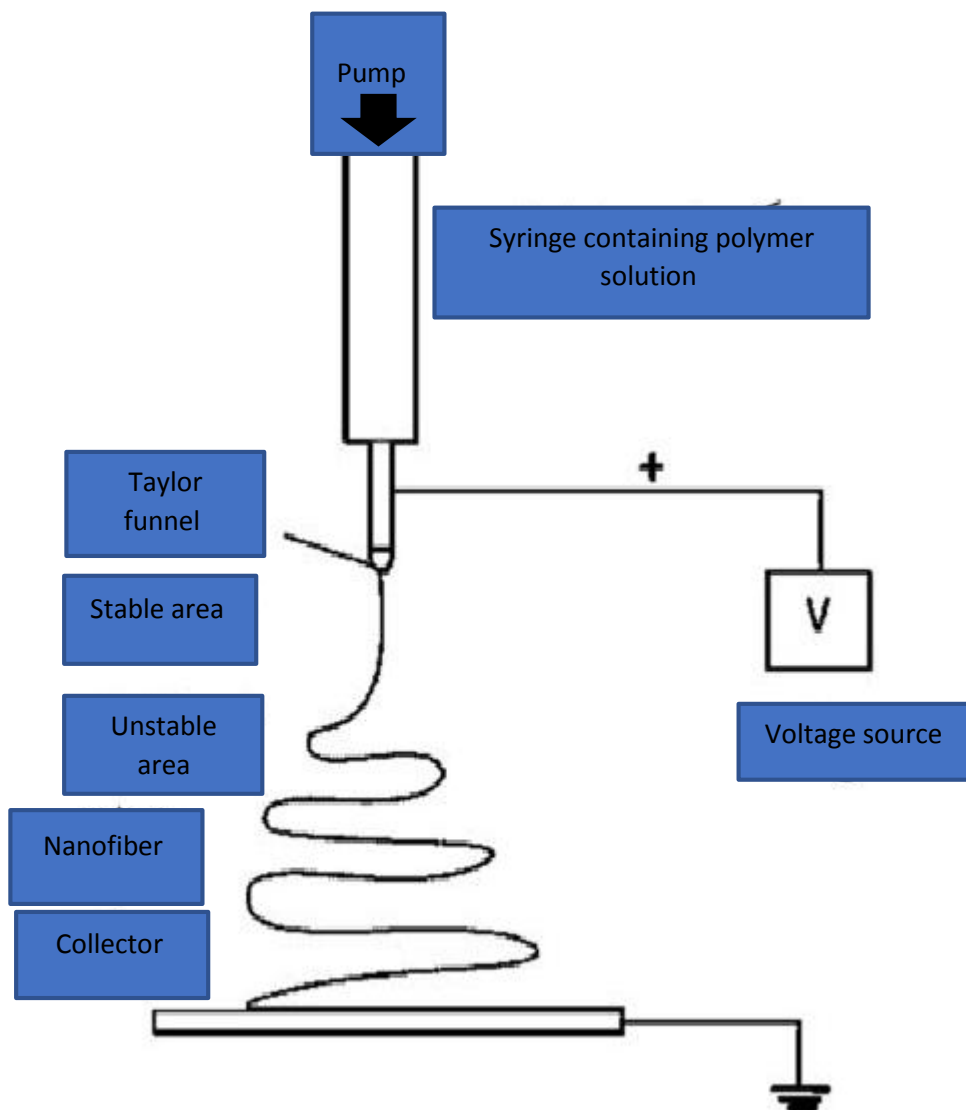 Pump
Syringe containing polymer
solution
+
Taylor
funnel
Stable area
V
Unstable
area
Voltage source
Nanofiber
Collector